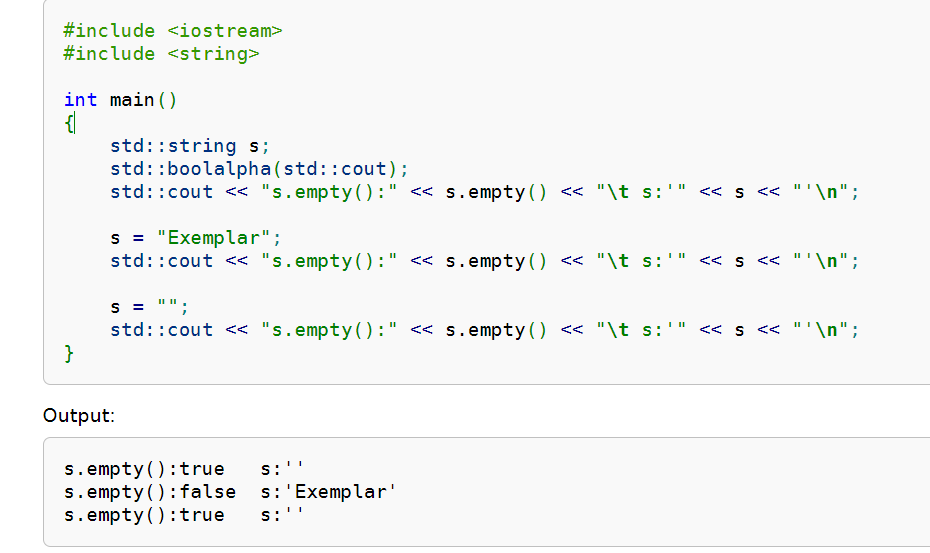 #include <iostream>
#include <string>
int main()
{
    std::string s;
    std::boolalpha(std::cout);
    std::cout << "s.empty():" << s.empty() << "\t s:'" << s << "'\n";
    s = "Exemplar";
    std::cout << "s.empty():" << s.empty() << "\t s:'" << s << "'\n";
    s = "";
    std::cout << "s.empty():" << s.empty() << "\t s:'" << s << "'\n";
}
Output:
s.empty():true   s:''
s.empty():false  s:'Exemplar'
s.empty():true   s:''